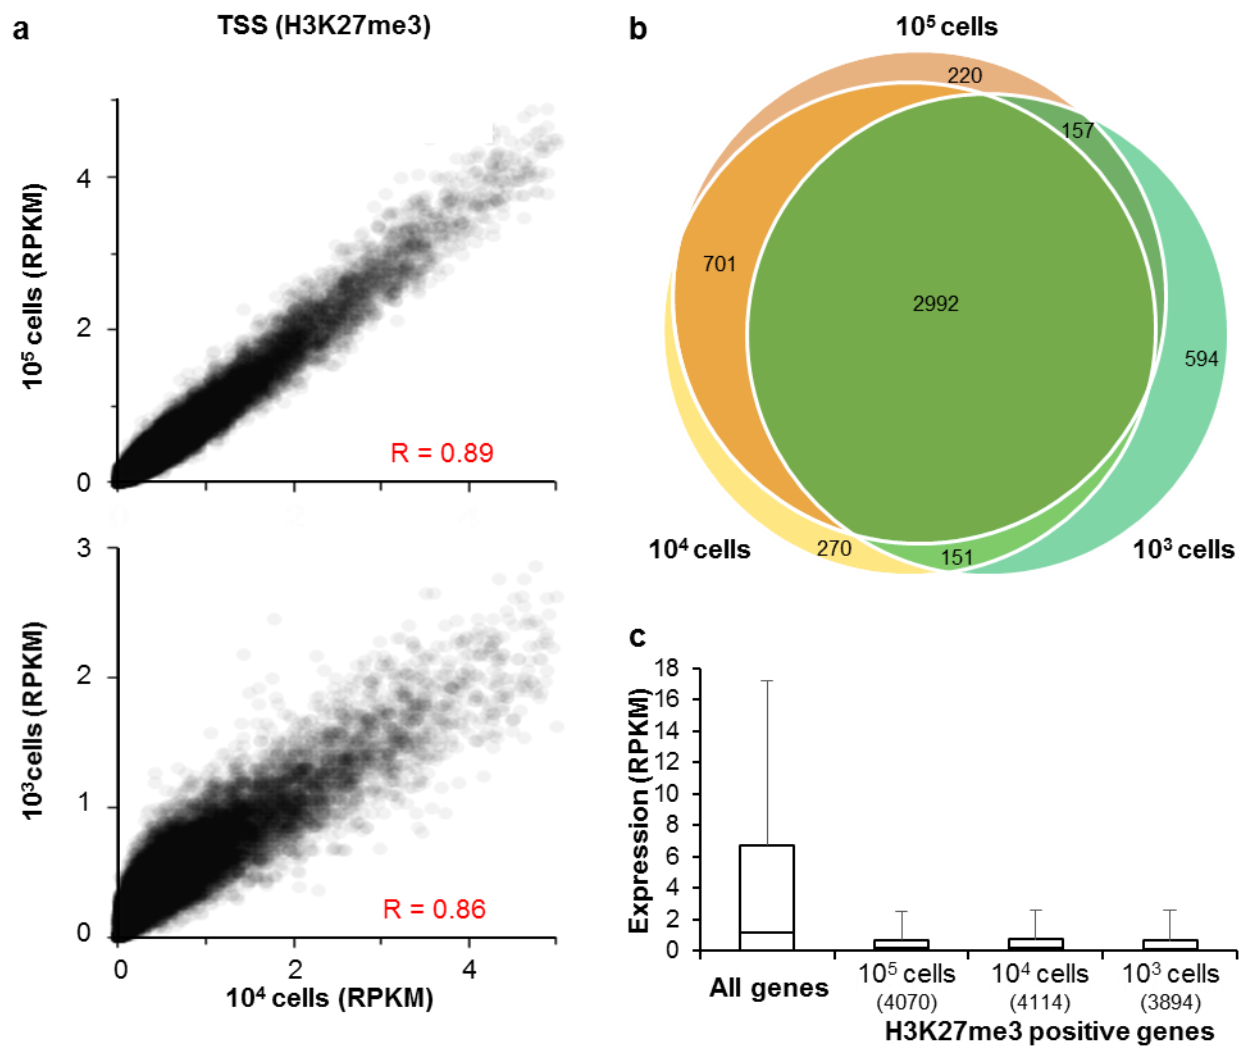 a
TSS (H3K27me3)
10⁵ cells (RPKM)
4
2
0
R = 0.89
10³cells (RPKM)
3
2
1
0
R = 0.86
0
2
4
10⁴ cells (RPKM)
b
10⁵ cells
220
157
701
2992
594
10⁴ cells
270
151
10³ cells
c
Expression (RPKM)
18
16
14
12
10
8
6
4
2
0
All genes
10⁵ cells
(4070)
10⁴ cells
(4114)
10³ cells
(3894)
H3K27me3 positive genes